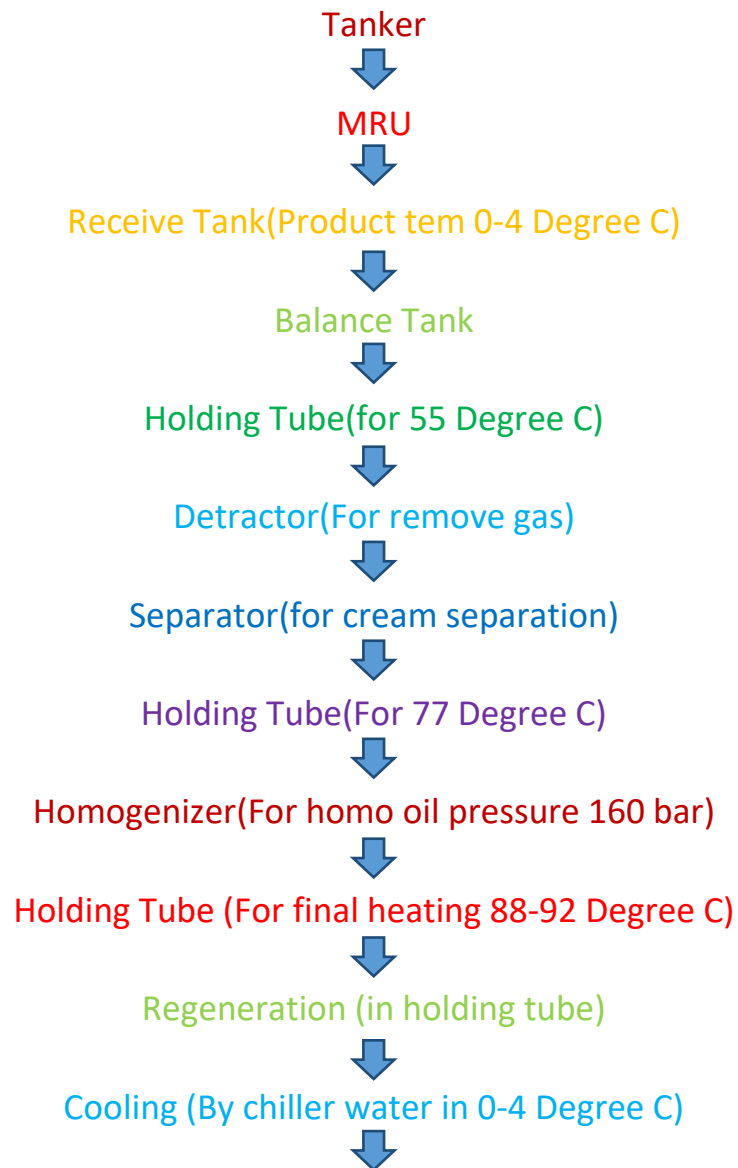 Tanker
MRU
Receive Tank(Product tem 0-4 Degree C)
Balance Tank
Holding Tube(for 55 Degree C)
Detractor(For remove gas)
Separator(for cream separation)
Holding Tube(For 77 Degree C)
Homogenizer(For homo oil pressure 160 bar)
Holding Tube (For final heating 88-92 Degree C)
Regeneration (in holding tube)
Cooling (By chiller water in 0-4 Degree C)